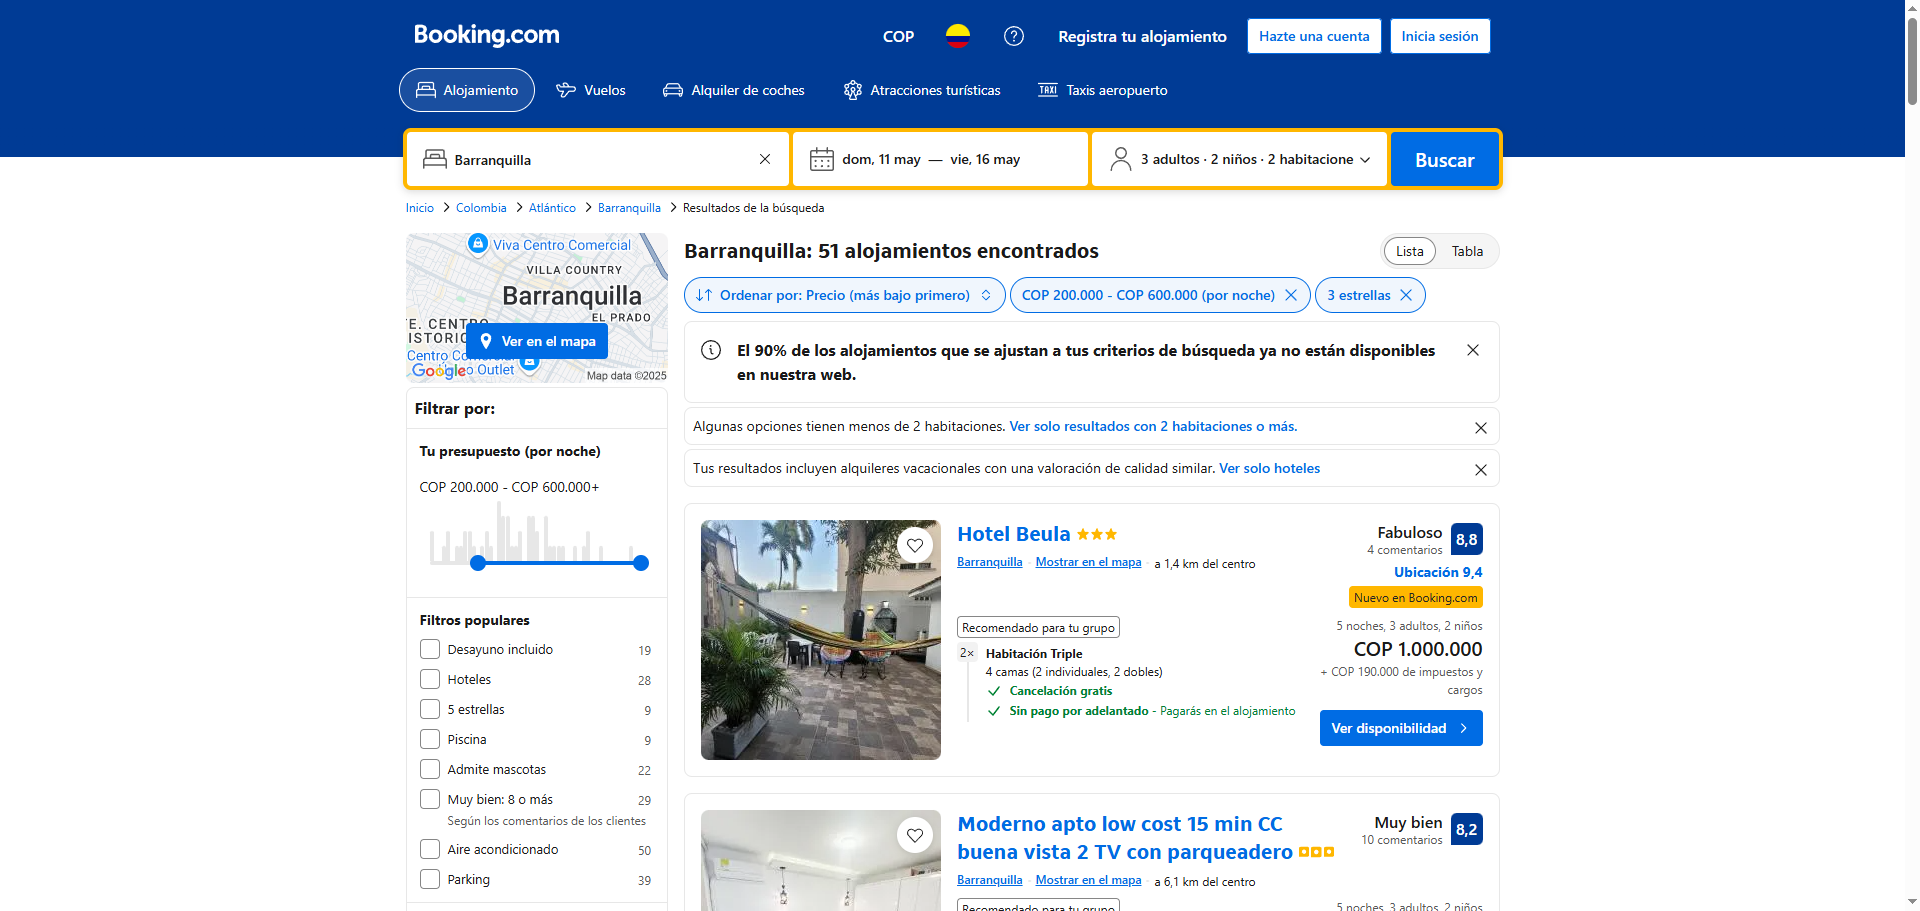 Booking.com
COP
Registra tu alojamiento
Hazte una cuenta
Inicia sesión
Alojamiento
Vuelos
Alquiler de coches
Atracciones turísticas
TAXI
Taxis aeropuerto
Barranquilla
dom, 11 may — vie, 16 may
3 adultos · 2 niños · 2 habitacione
Buscar
Inicio
Colombia
Atlántico
Barranquilla
Resultados de la búsqueda
Viva Centro Comercial
VILLA COUNTRY
Barranquilla
EL PRADO
E. CENTRO
ISTORIC
Ver en el mapa
Centro Co
o Outlet
Google
Map data ©2025
Filtrar por:
Tu presupuesto (por noche)
COP 200.000 - COP 600.000+
Filtros populares
Desayuno incluido 19
Hoteles 28
5 estrellas 9
Piscina 9
Admite mascotas 22
Muy bien: 8 o más 29
Según los comentarios de los clientes
Aire acondicionado 50
Parking 39
Barranquilla: 51 alojamientos encontrados
Lista
Tabla
Ordenar por: Precio (más bajo primero)
COP 200.000 - COP 600.000 (por noche)
3 estrellas
El 90% de los alojamientos que se ajustan a tus criterios de búsqueda ya no están disponibles
en nuestra web.
Algunas opciones tienen menos de 2 habitaciones. Ver solo resultados con 2 habitaciones o más.
Tus resultados incluyen alquileres vacacionales con una valoración de calidad similar. Ver solo hoteles
Hotel Beula
Barranquilla · Mostrar en el mapa · a 1,4 km del centro
Fabuloso
4 comentarios
8,8
Ubicación 9,4
Nuevo en Booking.com
Recomendado para tu grupo
2× Habitación Triple
4 camas (2 individuales, 2 dobles)
Cancelación gratis
Sin pago por adelantado - Pagarás en el alojamiento
5 noches, 3 adultos, 2 niños
COP 1.000.000
+ COP 190.000 de impuestos y
cargos
Ver disponibilidad
Moderno apto low cost 15 min CC
buena vista 2 TV con parqueadero
Barranquilla · Mostrar en el mapa · a 6,1 km del centro
Muy bien
10 comentarios
8,2
Recomendado para tu grupo
5 noches, 3 adultos, 2 niños